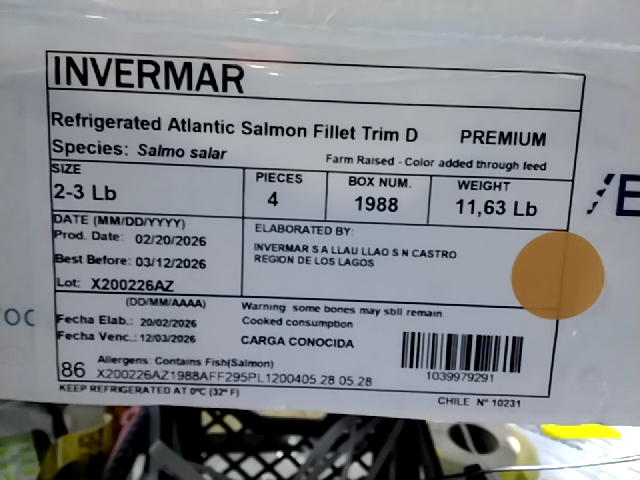 INVERMAR
Refrigerated Atlantic Salmon Fillet Trim D PREMIUM
Species: Salmo salar Farm Raised - Color added through feed
SIZE PIECES BOX NUM. WEIGHT
2-3 Lb 4 1988 11,63 Lb
DATE (MM/DD/YYYY) ELABORATED BY:
Prod. Date: 02/20/2026
INVERMAR S A LLAU LLAO S N CASTRO
Best Before: 03/12/2026 REGION DE LOS LAGOS
Lot: X200226AZ
(DD/MM/AAAA) Warning: some bones may still remain
Fecha Elab.: 20/02/2026 Cooked consumption
Fecha Venc.: 12/03/2026 CARGA CONOCIDA
Allergens: Contains Fish(Salmon)
86 X200226AZ1988AFF295PL1200405.28 05.28 1039979291
KEEP REFRIGERATED AT 0ºC (32º F) CHILE Nº 10231